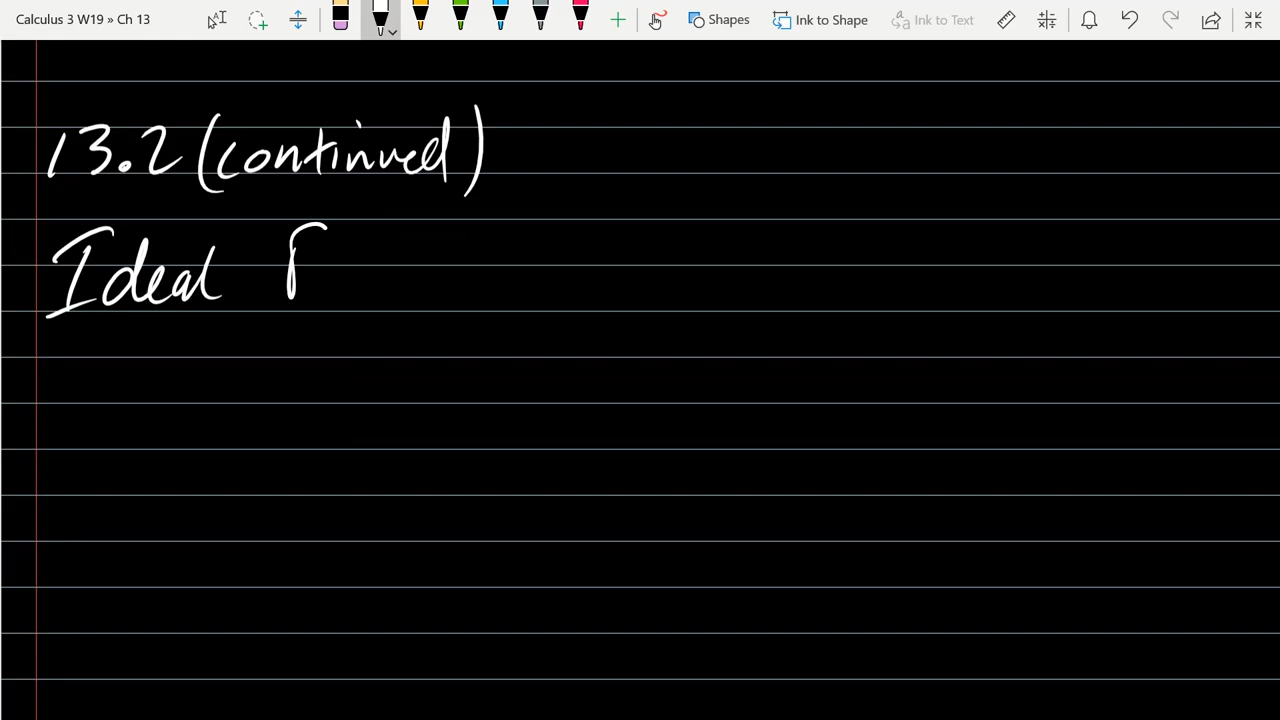 Calculus 3 W19 » Ch 13
Shapes
Ink to Shape
Ink to Text
13.2 (continued)
Ideal